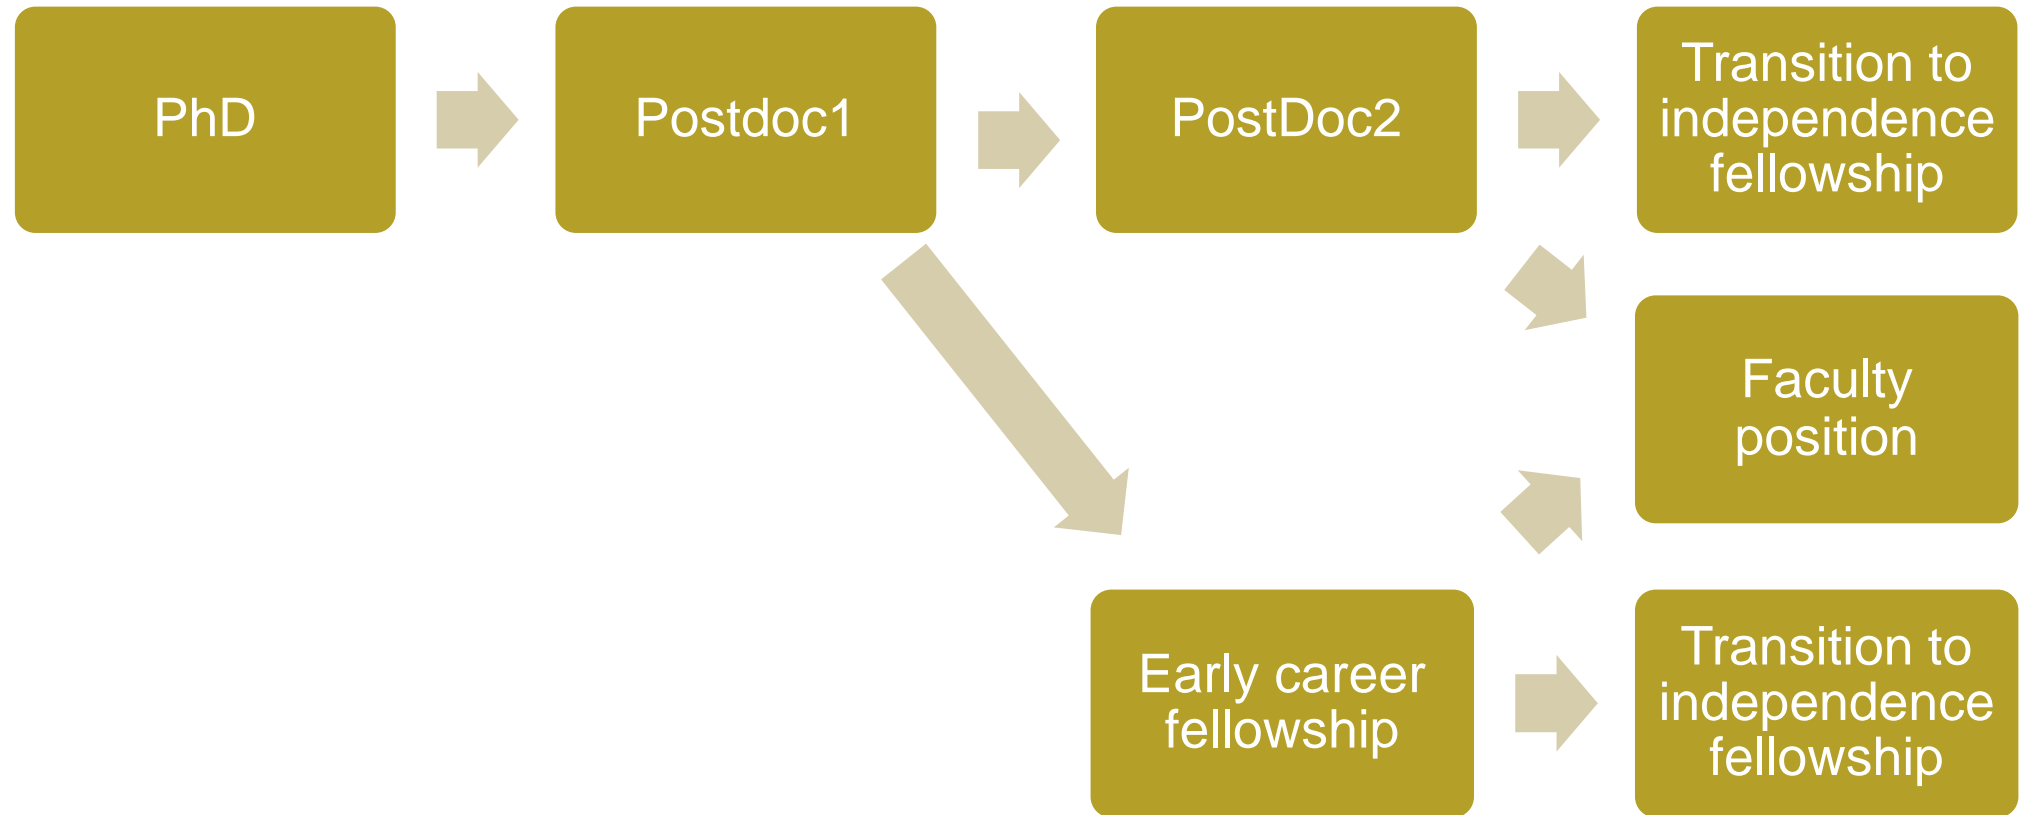 PhD
Postdoc1
PostDoc2
Transition to
independence
fellowship
Faculty
position
Early career
fellowship
Transition to
independence
fellowship